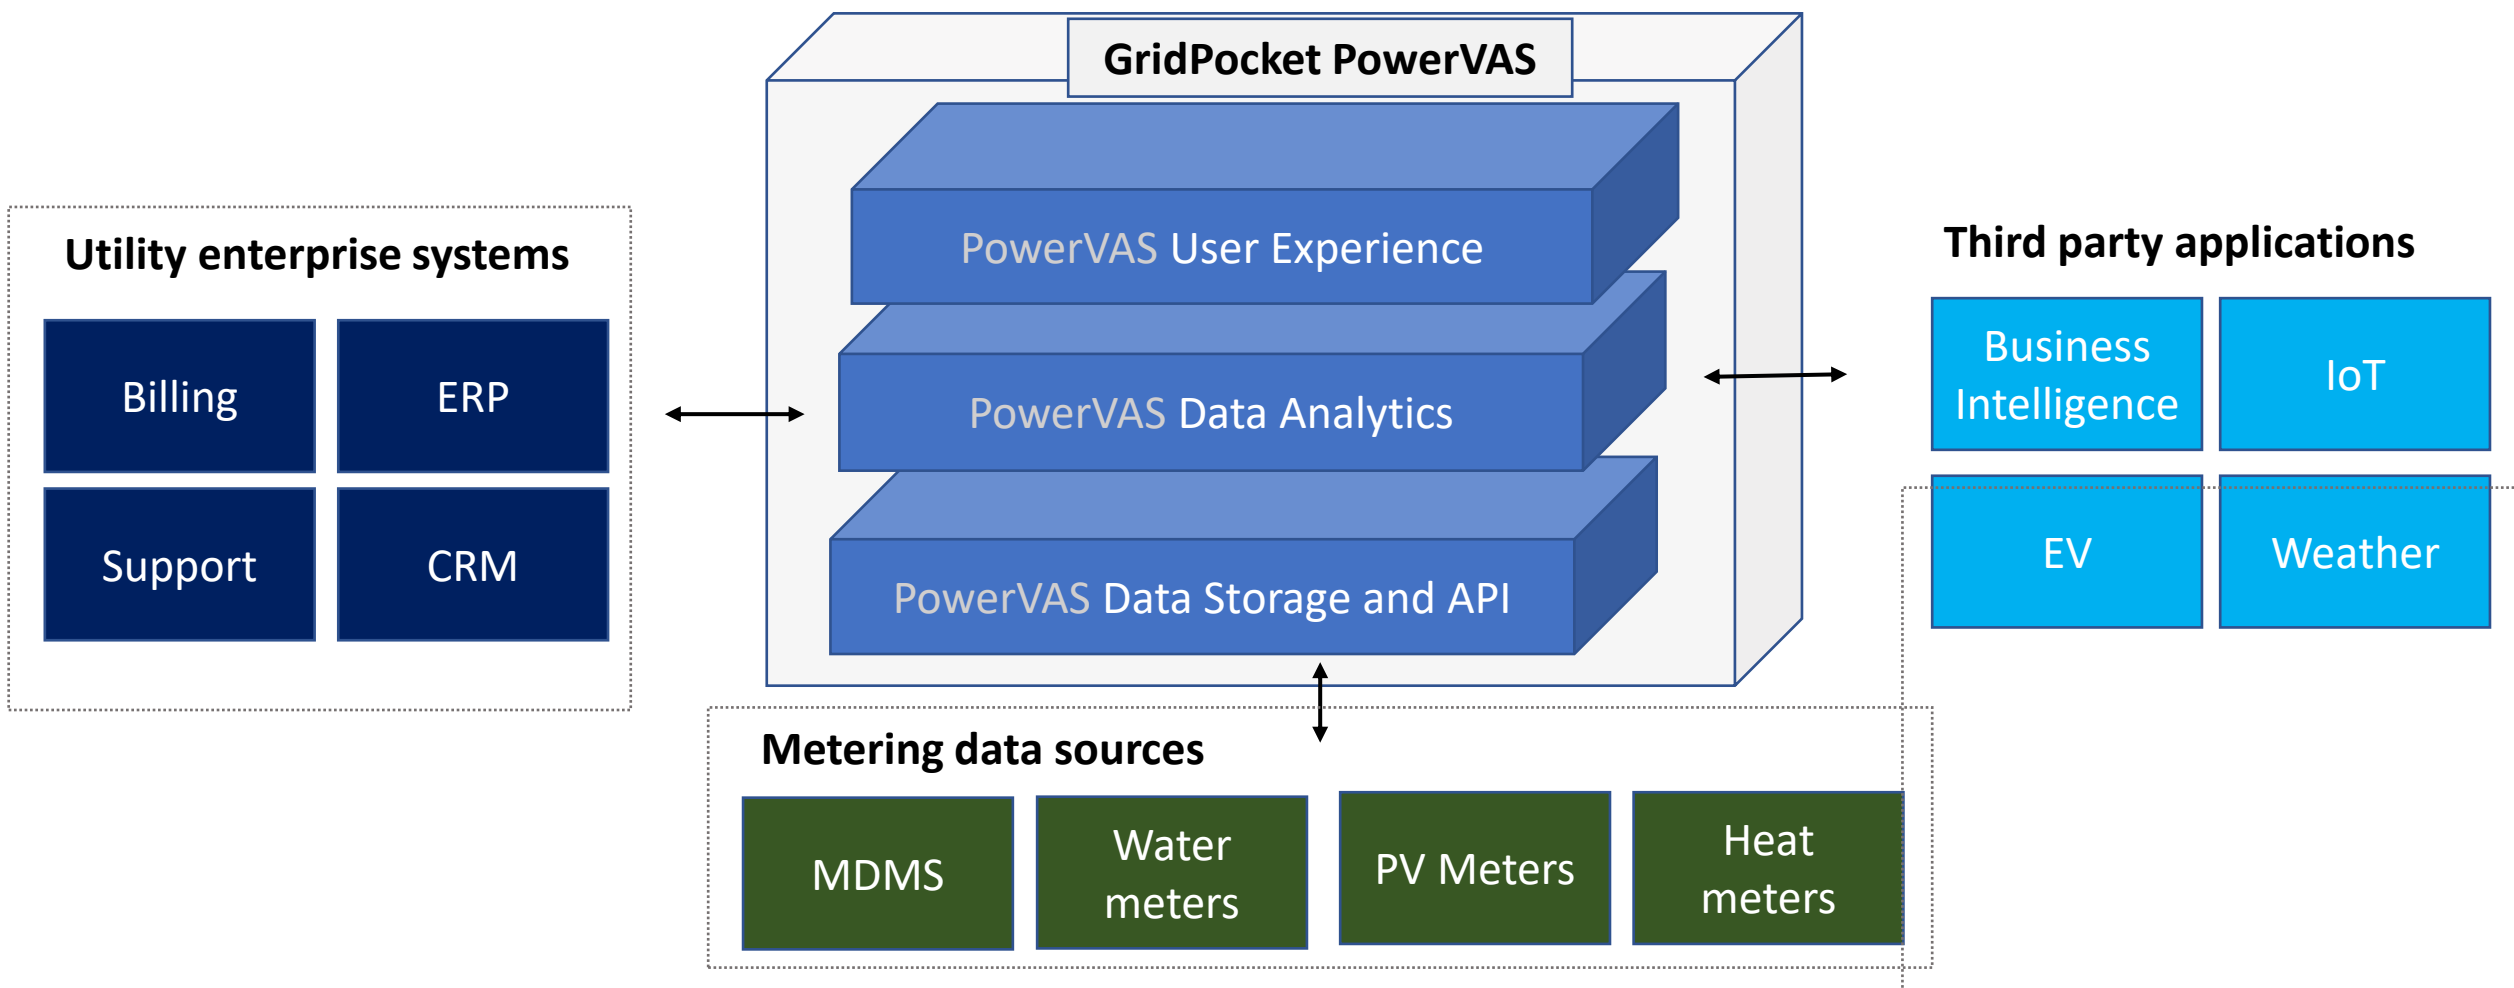 GridPocket PowerVAS
PowerVAS User Experience
PowerVAS Data Analytics
PowerVAS Data Storage and API
Utility enterprise systems
Billing
ERP
Support
CRM
Third party applications
Business
Intelligence
IoT
EV
Weather
Metering data sources
MDMS
Water
meters
PV Meters
Heat
meters